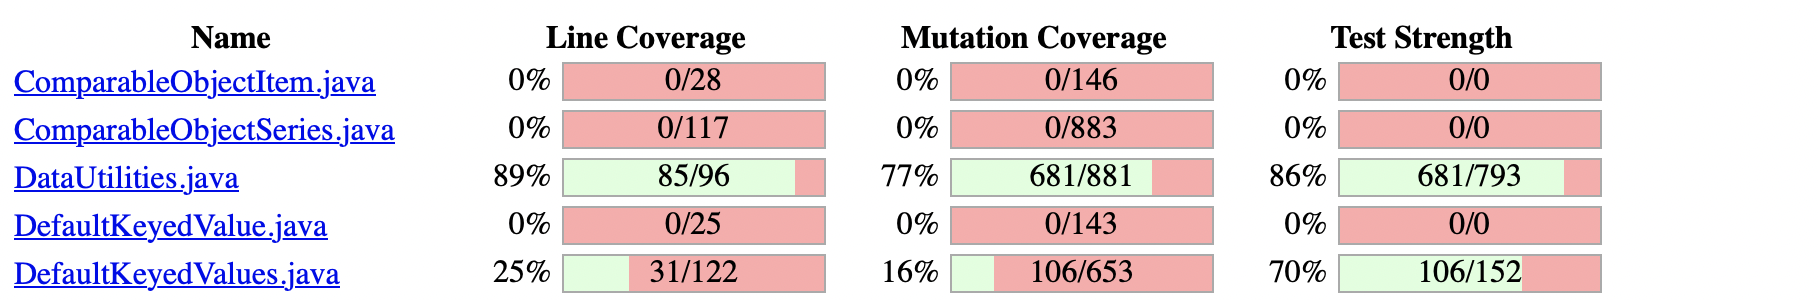 Name Line Coverage Mutation Coverage Test Strength
ComparableObjectItem.java 0% 0/28 0% 0/146 0% 0/0
ComparableObjectSeries.java 0% 0/117 0% 0/883 0% 0/0
DataUtilities.java 89% 85/96 77% 681/881 86% 681/793
DefaultKeyedValue.java 0% 0/25 0% 0/143 0% 0/0
DefaultKeyedValues.java 25% 31/122 16% 106/653 70% 106/152